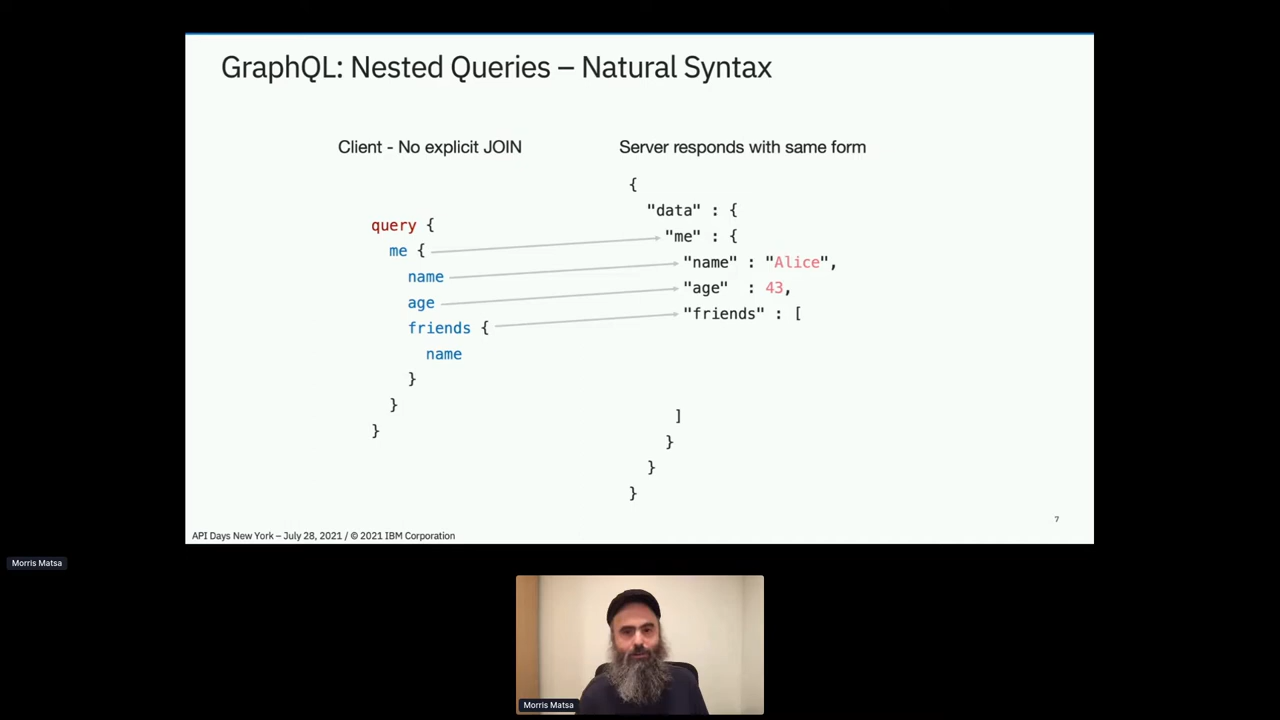 GraphQL: Nested Queries – Natural Syntax
Client - No explicit JOIN
query {
me {
name
age
friends {
name
}
}
}
Server responds with same form
{
"data" : {
"me" : {
"name" : "Alice",
"age" : 43,
"friends" : [
]
}
}
}
7
API Days New York – July 28, 2021 / © 2021 IBM Corporation
Morris Matsa
Morris Matsa